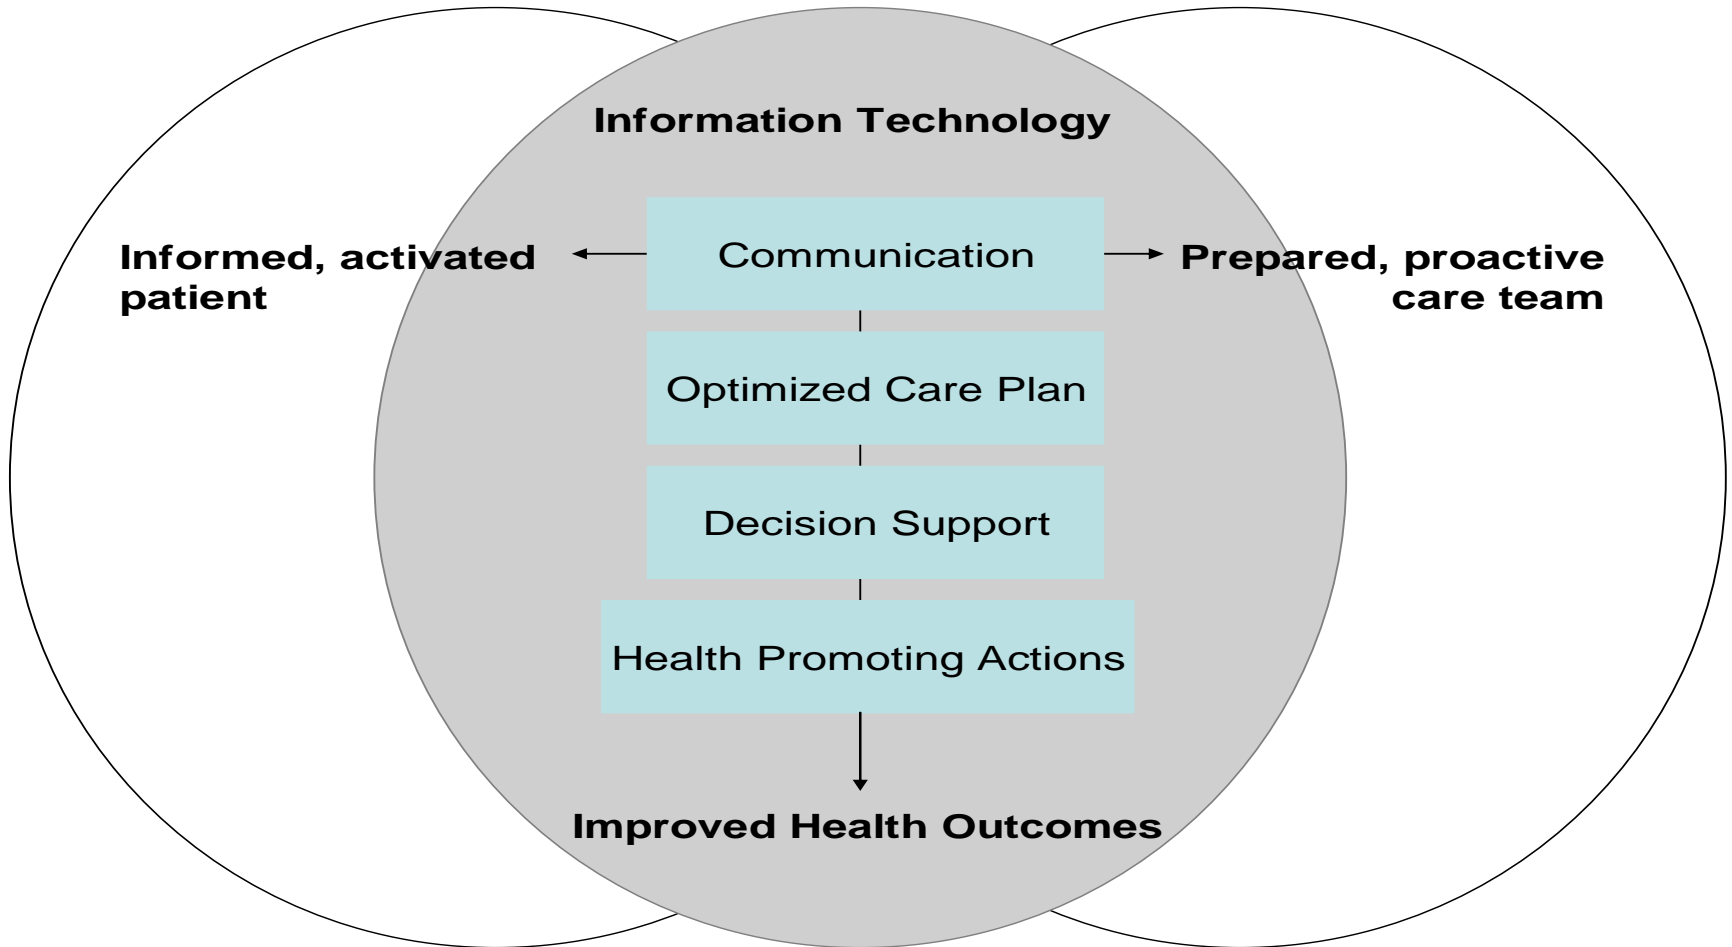 Information Technology
Informed, activated
patient
Communication
Prepared, proactive
care team
Optimized Care Plan
Decision Support
Health Promoting Actions
Improved Health Outcomes